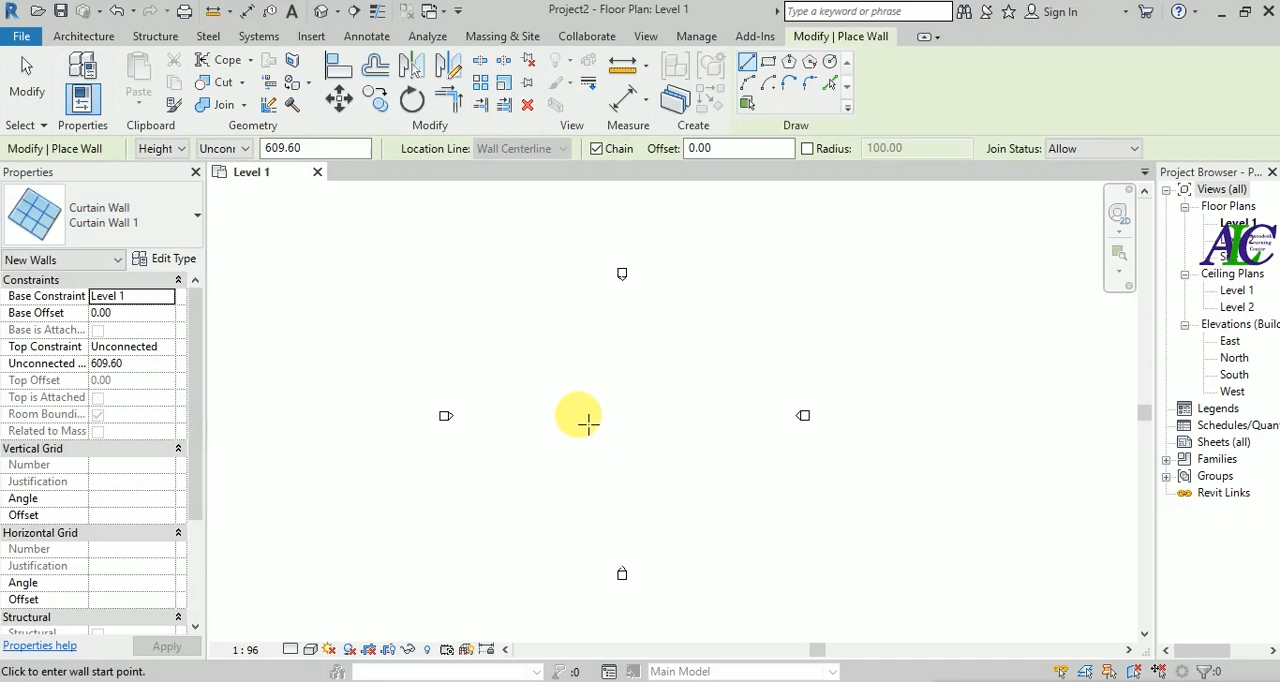 Project2 - Floor Plan: Level 1
Type a keyword or phrase
Sign In
File Architecture Structure Steel Systems Insert Annotate Analyze Massing & Site Collaborate View Manage Add-Ins Modify | Place Wall
Modify
Paste
Cope
Cut
Join
Select Properties Clipboard Geometry Modify View Measure Create Draw
Modify | Place Wall Height Unconr 609.60 Location Line: Wall Centerline Chain Offset: 0.00 Radius: 100.00 Join Status: Allow
Properties
Level 1
Project Browser - P...
Curtain Wall
Curtain Wall 1
New Walls
Edit Type
Constraints
Base Constraint Level 1
Base Offset 0.00
Base is Attach...
Top Constraint Unconnected
Unconnected ... 609.60
Top Offset 0.00
Top is Attached
Room Boundi...
Related to Mass
Vertical Grid
Number
Justification
Angle
Offset
Horizontal Grid
Number
Justification
Angle
Offset
Structural
Properties help
Apply
2D
Views (all)
Floor Plans
Level 1
ALC
Ceiling Plans
Level 1
Level 2
Elevations (Build
East
North
South
West
Legends
Schedules/Quan
Sheets (all)
Families
Groups
Revit Links
1 : 96
Click to enter wall start point.
:0
Main Model
:0